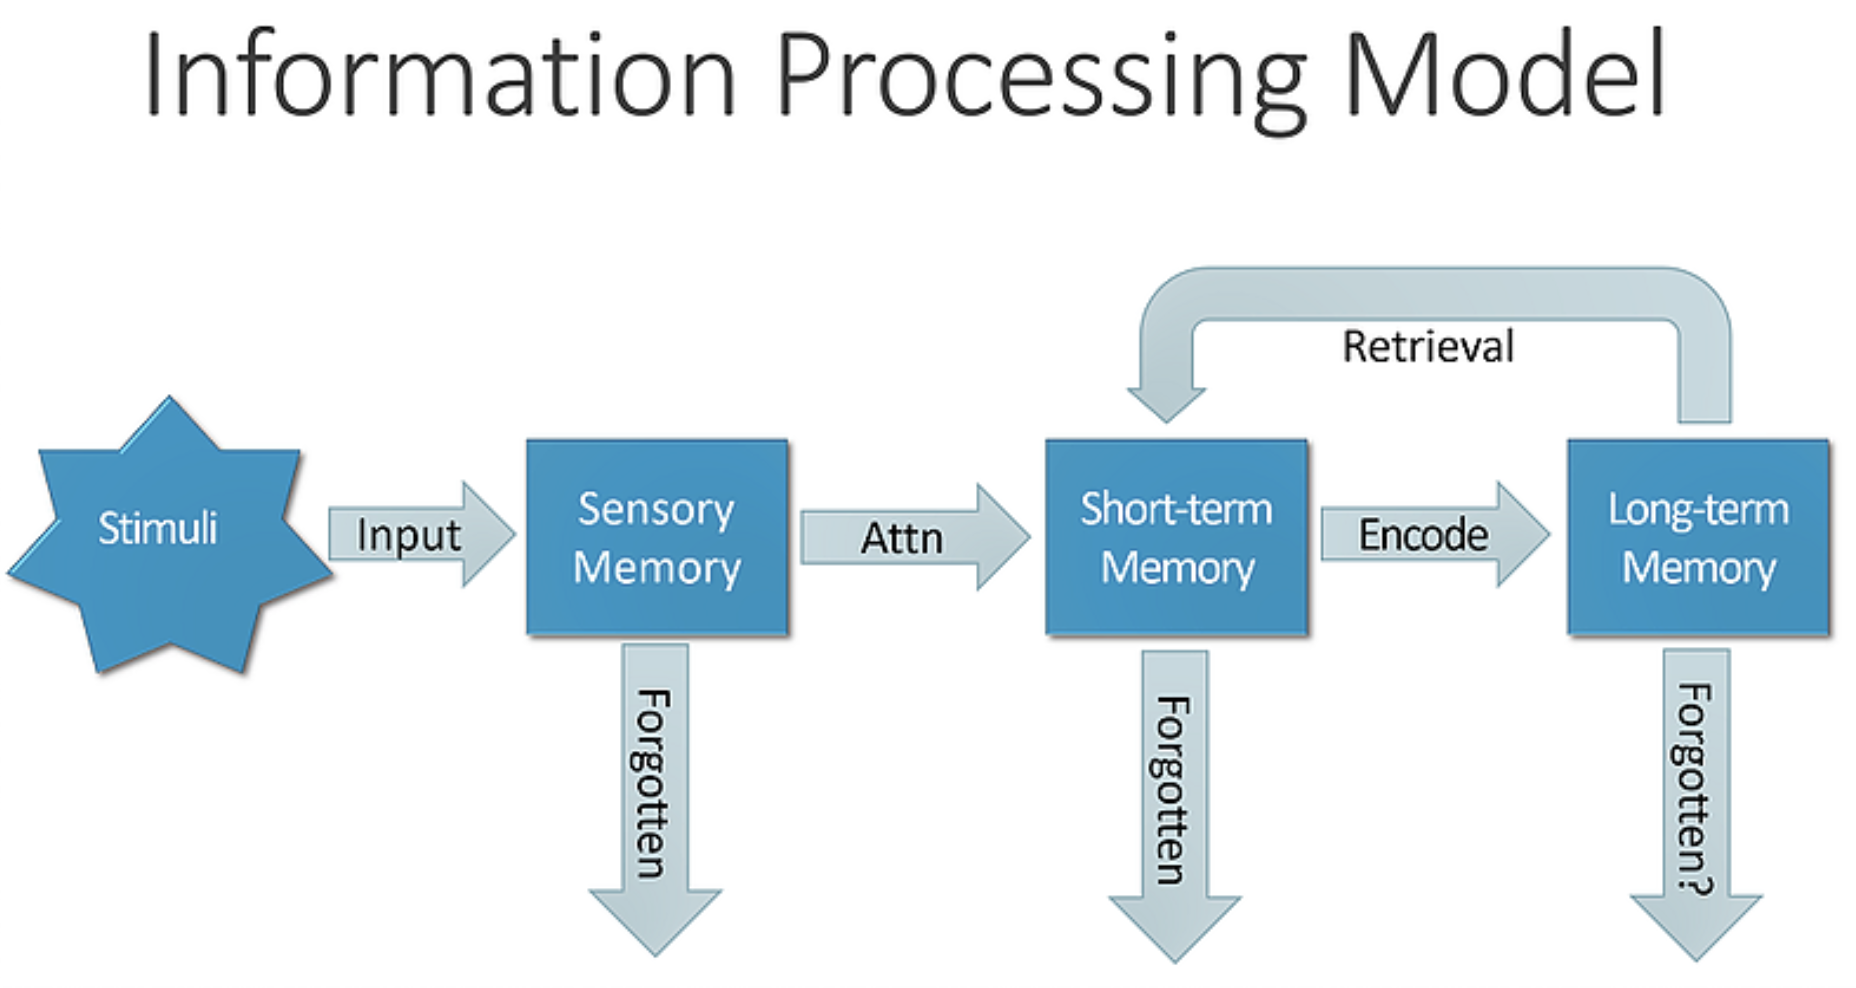 Information Processing Model
Retrieval
Stimuli
Input
Sensory
Memory
Attn
Short-term
Memory
Encode
Long-term
Memory
Forgotten
Forgotten
Forgotten?